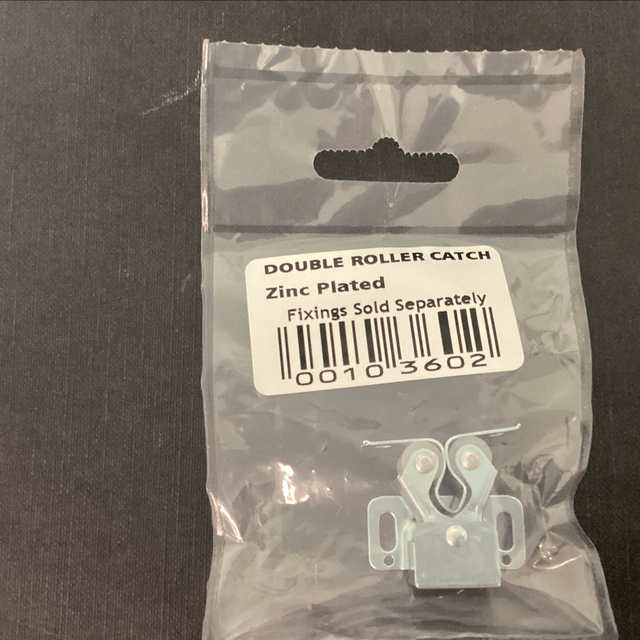 DOUBLE ROLLER CATCH
Zinc Plated
Fixings Sold Separately
0010 3602